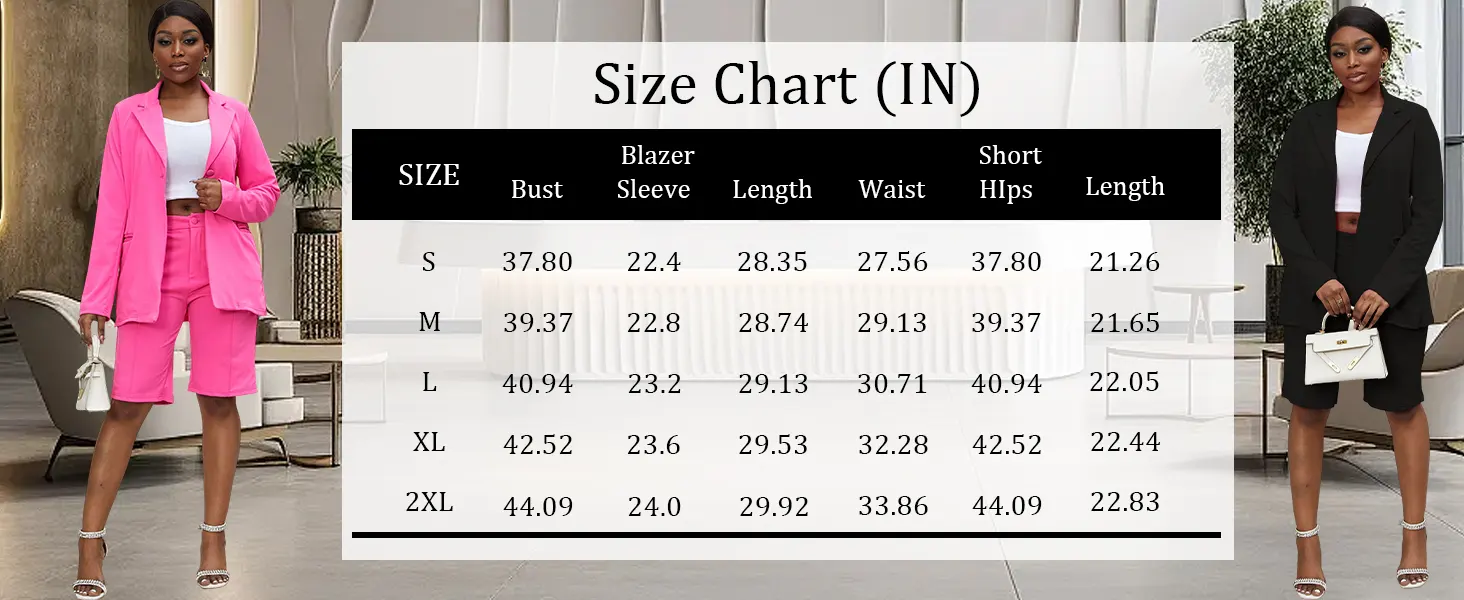 Size Chart (IN)
Blazer Short
SIZE Bust Sleeve Length Waist HIps Length
S 37.80 22.4 28.35 27.56 37.80 21.26
M 39.37 22.8 28.74 29.13 39.37 21.65
L 40.94 23.2 29.13 30.71 40.94 22.05
XL 42.52 23.6 29.53 32.28 42.52 22.44
2XL 44.09 24.0 29.92 33.86 44.09 22.83